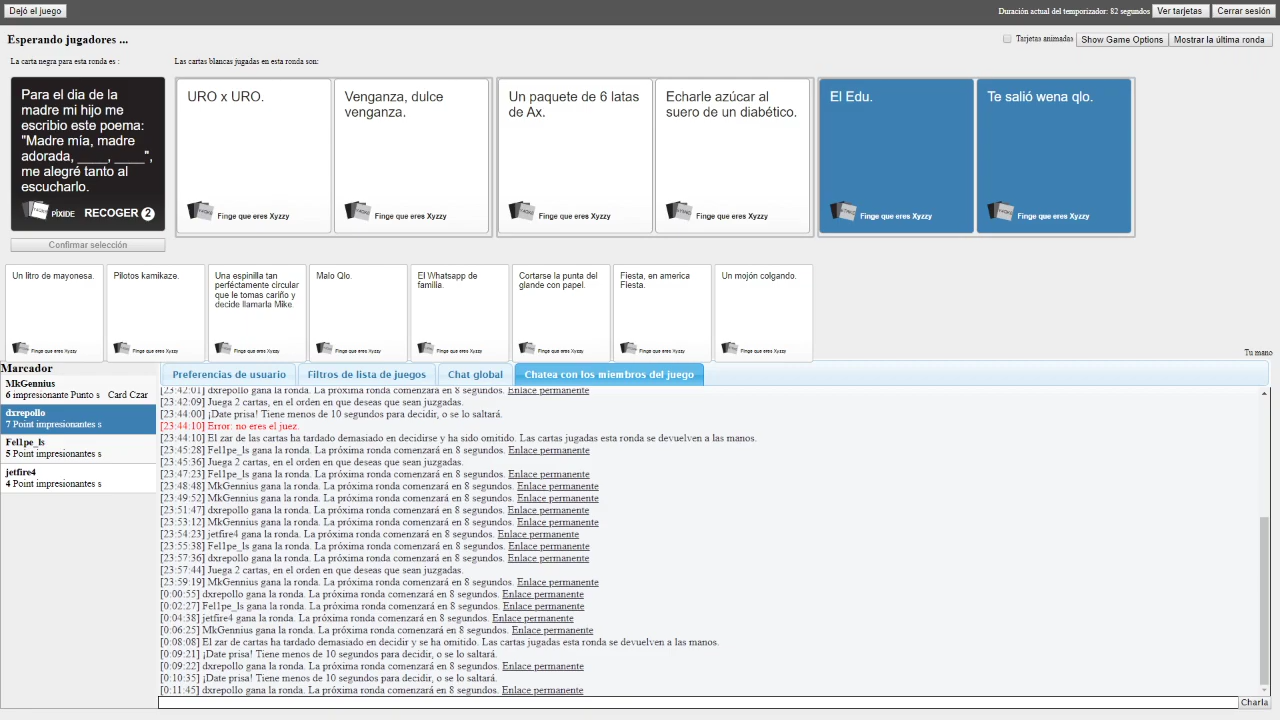 Dejó el juego
Duración actual del temporizador: 82 segundos
Ver tarjetas
Cerrar sesión
Esperando jugadores ...
Tarjetas animadas
Show Game Options
Mostrar la última ronda
La carta negra para esta ronda es :
Las cartas blancas jugadas en esta ronda son:
Para el dia de la
madre mi hijo me
escribio este poema:
"Madre mía, madre
adorada, ____, ____",
me alegré tanto al
escucharlo.
PÍXIDE RECOGER 2
Confirmar selección
URO x URO.
Finge que eres Xyzzy
Venganza, dulce
venganza.
Finge que eres Xyzzy
Un paquete de 6 latas
de Ax.
Finge que eres Xyzzy
Echarle azúcar al
suero de un diabético.
Finge que eres Xyzzy
El Edu.
Finge que eres Xyzzy
Te salió wena qlo.
Finge que eres Xyzzy
Un litro de mayonesa.
Finge que eres Xyzzy
Pilotos kamikaze.
Finge que eres Xyzzy
Una espinilla tan
perféctamente circular
que le tomas cariño y
decide llamarla Mike.
Finge que eres Xyzzy
Malo Qlo.
Finge que eres Xyzzy
El Whatsapp de
familia.
Finge que eres Xyzzy
Cortarse la punta del
glande con papel.
Finge que eres Xyzzy
Fiesta, en america
Fiesta.
Finge que eres Xyzzy
Un mojón colgando.
Finge que eres Xyzzy
Tu mano
Marcador
MkGennius
6 impresionante Punto s Card Czar
dxrepollo
7 Point impresionantes s
Fel1pe_ls
5 Point impresionantes s
jetfire4
4 Point impresionantes s
Preferencias de usuario
Filtros de lista de juegos
Chat global
Chatea con los miembros del juego
[23:42:01] dxrepollo gana la ronda. La próxima ronda comenzará en 8 segundos. Enlace permanente
[23:42:09] Juega 2 cartas, en el orden en que deseas que sean juzgadas.
[23:44:00] ¡Date prisa! Tiene menos de 10 segundos para decidir, o se lo saltará.
[23:44:10] Error: no eres el juez.
[23:44:10] El zar de las cartas ha tardado demasiado en decidirse y ha sido omitido. Las cartas jugadas esta ronda se devuelven a las manos.
[23:45:28] Fel1pe_ls gana la ronda. La próxima ronda comenzará en 8 segundos. Enlace permanente
[23:45:36] Juega 2 cartas, en el orden en que deseas que sean juzgadas.
[23:47:23] Fel1pe_ls gana la ronda. La próxima ronda comenzará en 8 segundos. Enlace permanente
[23:48:48] MkGennius gana la ronda. La próxima ronda comenzará en 8 segundos. Enlace permanente
[23:49:52] MkGennius gana la ronda. La próxima ronda comenzará en 8 segundos. Enlace permanente
[23:51:47] dxrepollo gana la ronda. La próxima ronda comenzará en 8 segundos. Enlace permanente
[23:53:12] MkGennius gana la ronda. La próxima ronda comenzará en 8 segundos. Enlace permanente
[23:54:23] jetfire4 gana la ronda. La próxima ronda comenzará en 8 segundos. Enlace permanente
[23:55:38] Fel1pe_ls gana la ronda. La próxima ronda comenzará en 8 segundos. Enlace permanente
[23:57:36] dxrepollo gana la ronda. La próxima ronda comenzará en 8 segundos. Enlace permanente
[23:57:44] Juega 2 cartas, en el orden en que deseas que sean juzgadas.
[23:59:19] MkGennius gana la ronda. La próxima ronda comenzará en 8 segundos. Enlace permanente
[0:00:55] dxrepollo gana la ronda. La próxima ronda comenzará en 8 segundos. Enlace permanente
[0:02:27] Fel1pe_ls gana la ronda. La próxima ronda comenzará en 8 segundos. Enlace permanente
[0:04:38] jetfire4 gana la ronda. La próxima ronda comenzará en 8 segundos. Enlace permanente
[0:06:25] MkGennius gana la ronda. La próxima ronda comenzará en 8 segundos. Enlace permanente
[0:08:08] El zar de cartas ha tardado demasiado en decidir y se ha omitido. Las cartas jugadas esta ronda se devuelven a las manos.
[0:09:21] ¡Date prisa! Tiene menos de 10 segundos para decidir, o se lo saltará.
[0:09:22] dxrepollo gana la ronda. La próxima ronda comenzará en 8 segundos. Enlace permanente
[0:10:35] ¡Date prisa! Tiene menos de 10 segundos para decidir, o se lo saltará.
[0:11:45] dxrepollo gana la ronda. La próxima ronda comenzará en 8 segundos. Enlace permanente
Charla